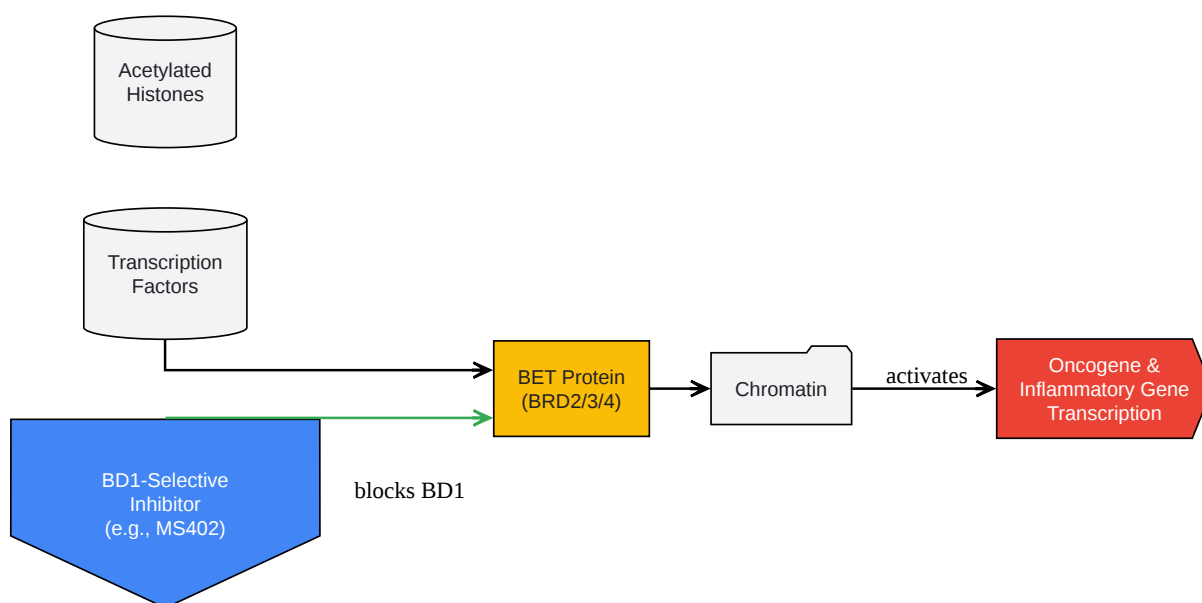 Acetylated
Histones
Transcription
Factors
BET Protein
(BRD2/3/4)
Chromatin
activates
Oncogene &
Inflammatory Gene
Transcription
BD1-Selective
Inhibitor
(e.g., MS402)
blocks BD1